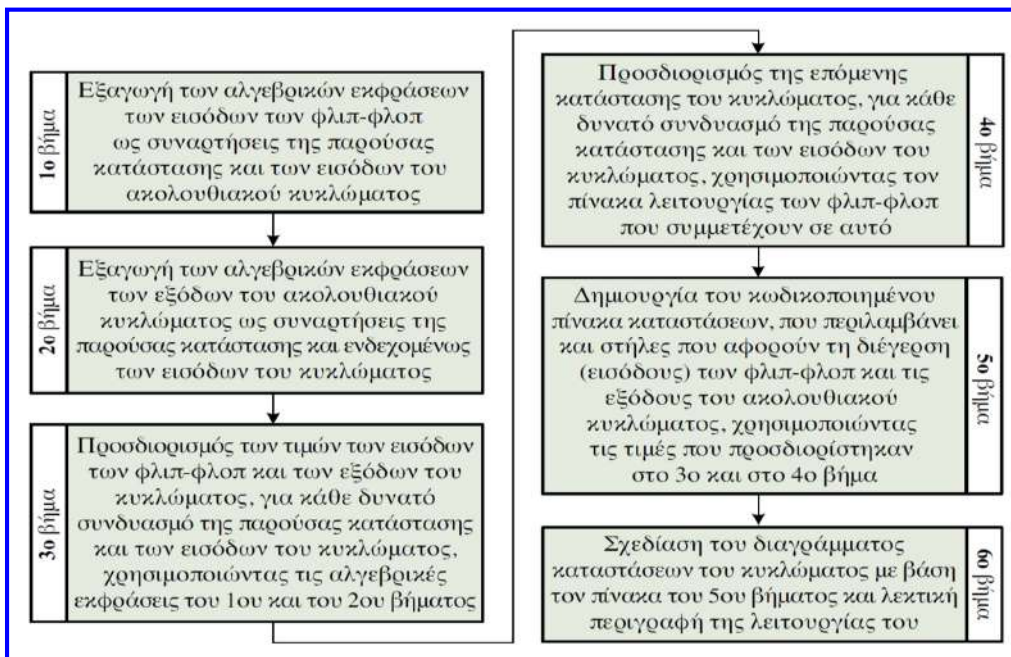 1ο βήμα
Εξαγωγή των αλγεβρικών εκφράσεων
των εισόδων των φλιπ-φλοπ
ως συναρτήσεις της παρούσας
κατάστασης και των εισόδων του
ακολουθιακού κυκλώματος
2ο βήμα
Εξαγωγή των αλγεβρικών εκφράσεων
των εξόδων του ακολουθιακού
κυκλώματος ως συναρτήσεις της
παρούσας κατάστασης και ενδεχομένως
των εισόδων του κυκλώματος
3ο βήμα
Προσδιορισμός των τιμών των εισόδων
των φλιπ-φλοπ και των εξόδων του
κυκλώματος, για κάθε δυνατό
συνδυασμό της παρούσας κατάστασης
και των εισόδων του κυκλώματος,
χρησιμοποιώντας τις αλγεβρικές
εκφράσεις του 1ου και του 2ου βήματος
4ο βήμα
Προσδιορισμός της επόμενης
κατάστασης του κυκλώματος, για κάθε
δυνατό συνδυασμό της παρούσας
κατάστασης και των εισόδων του
κυκλώματος, χρησιμοποιώντας τον
πίνακα λειτουργίας των φλιπ-φλοπ
που συμμετέχουν σε αυτό
5ο βήμα
Δημιουργία του κωδικοποιημένου
πίνακα καταστάσεων, που περιλαμβάνει
και στήλες που αφορούν τη διέγερση
(εισόδους) των φλιπ-φλοπ και τις
εξόδους του ακολουθιακού
κυκλώματος, χρησιμοποιώντας
τις τιμές που προσδιορίστηκαν
στο 3ο και στο 4ο βήμα
6ο βήμα
Σχεδίαση του διαγράμματος
καταστάσεων του κυκλώματος με βάση
τον πίνακα του 5ου βήματος και λεκτική
περιγραφή της λειτουργίας του